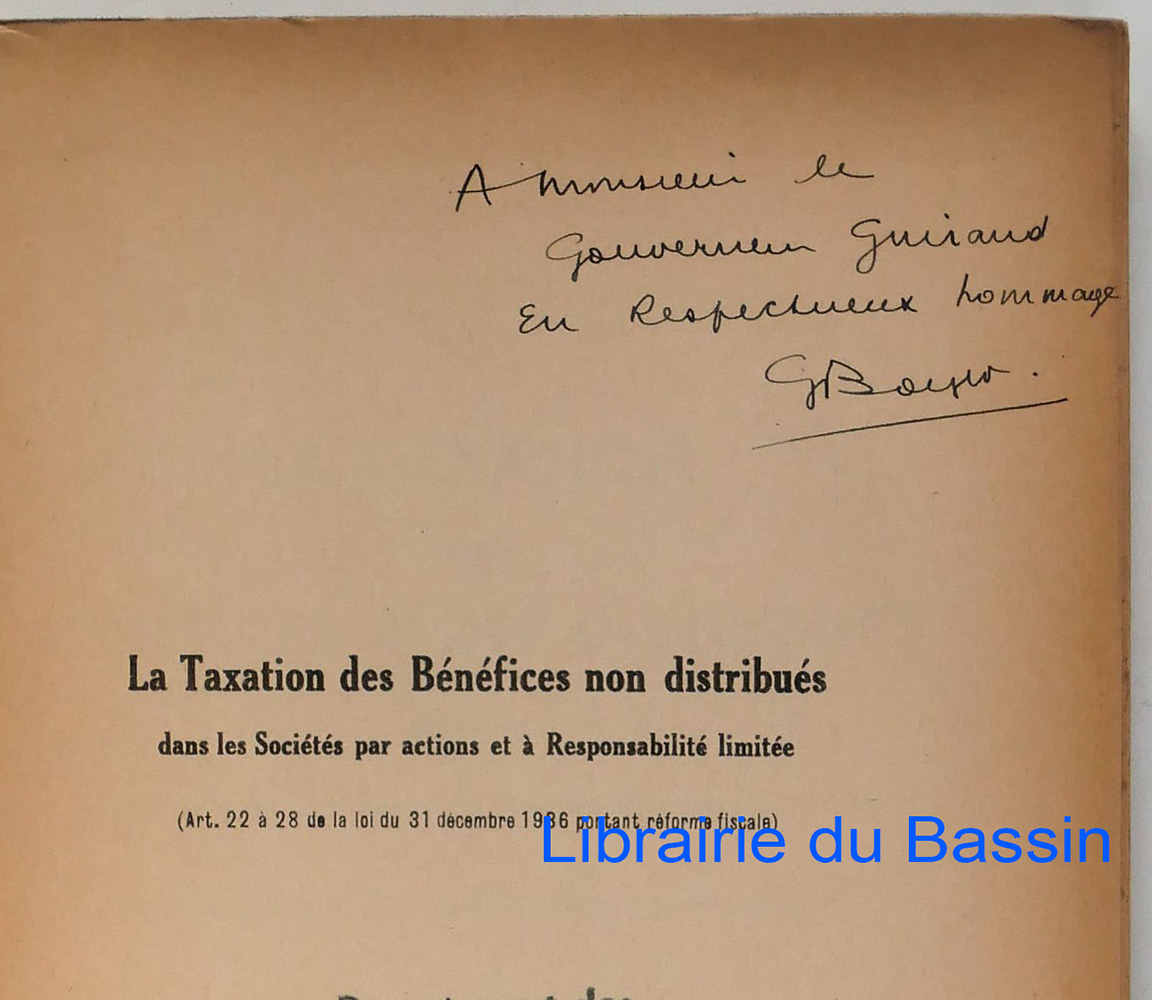 A Monsieur le
Gouverneur Guiraud
En Respectueux hommage
La Taxation des Bénéfices non distribués
dans les Sociétés par actions et à Responsabilité limitée
(Art. 22 à 28 de la loi du 31 décembre 1936 portant réforme fiscale)
Librairie du Bassin